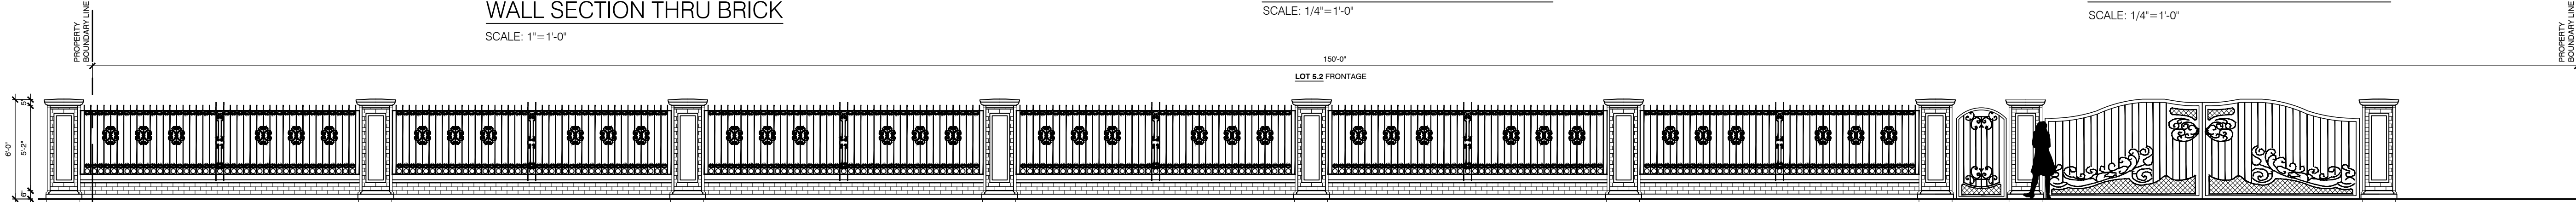 WALL SECTION THRU BRICK
SCALE: 1"=1'-0"
SCALE: 1/4"=1'-0"
SCALE: 1/4"=1'-0"
PROPERTY
BOUNDARY LINE
PROPERTY
BOUNDARY LINE
150'-0"
LOT 5.2 FRONTAGE
6'-0"
5"
5'-2"
6"